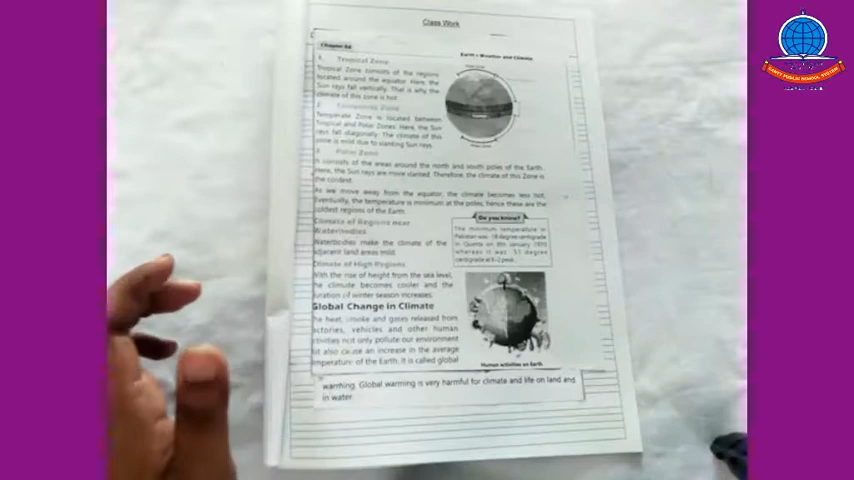 Class Work
Earth's Weather and Climate
1. Tropical Zone
Tropical Zone consists of the regions
located around the equator. Here, the
Sun rays fall vertically. That is why the
climate of this zone is hot.
2. Temperate Zone
Temperate Zone is located between
Tropical and Polar Zones. Here, the Sun
rays fall diagonally. The climate of this
zone is mild due to slanting Sun rays.
3. Polar Zone
It consists of the areas around the north and south poles of the Earth.
Here, the Sun rays are more slanted. Therefore, the climate of this Zone is
the coldest.
As we move away from the equator, the climate becomes less hot.
Eventually, the temperature is minimum at the poles, hence these are the
coldest regions of the Earth.
Climate of Regions near
Waterbodies
Waterbodies make the climate of the
adjacent land areas mild.
Climate of High Regions
With the rise of height from the sea level,
the climate becomes cooler and the
duration of winter season increases.
Do you know?
The minimum temperature in
Pakistan was
in Quetta on 8th January 1970
whereas it was
degree
centigrade at K-2 peak.
Global Change in Climate
The heat, smoke and gases released from
factories, vehicles and other human
activities not only pollute our environment
but also cause an increase in the average
temperature of the Earth. It is called global
Human activities on Earth
warming. Global warming is very harmful for climate and life on land and
in water.
PUBLIC SCHOOL SYSTEM